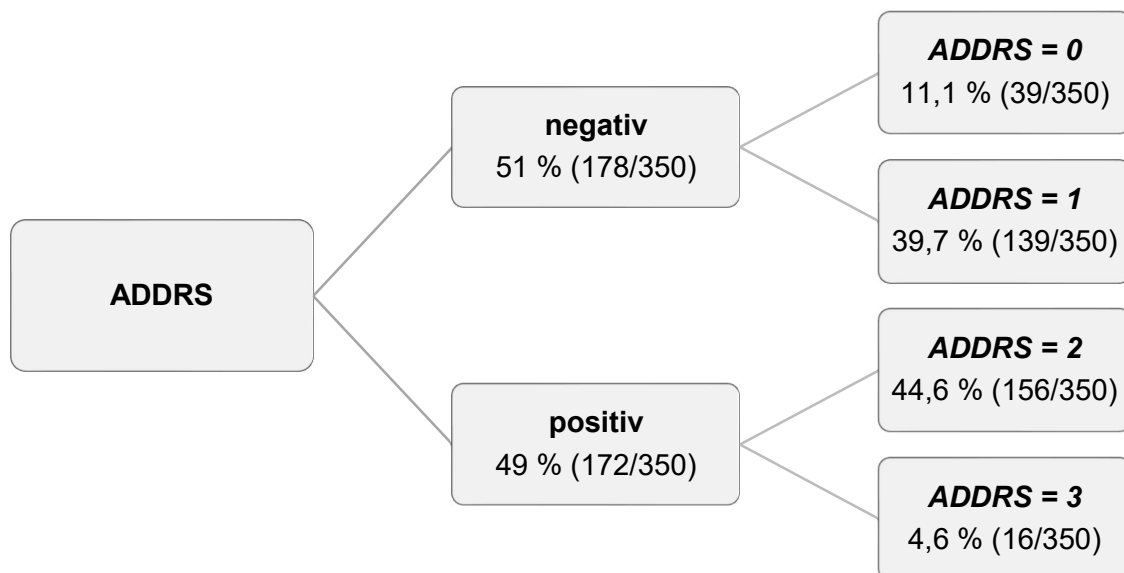 ADDRS
negativ
51 % (178/350)
positiv
49 % (172/350)
ADDRS = 0
11,1 % (39/350)
ADDRS = 1
39,7 % (139/350)
ADDRS = 2
44,6 % (156/350)
ADDRS = 3
4,6 % (16/350)